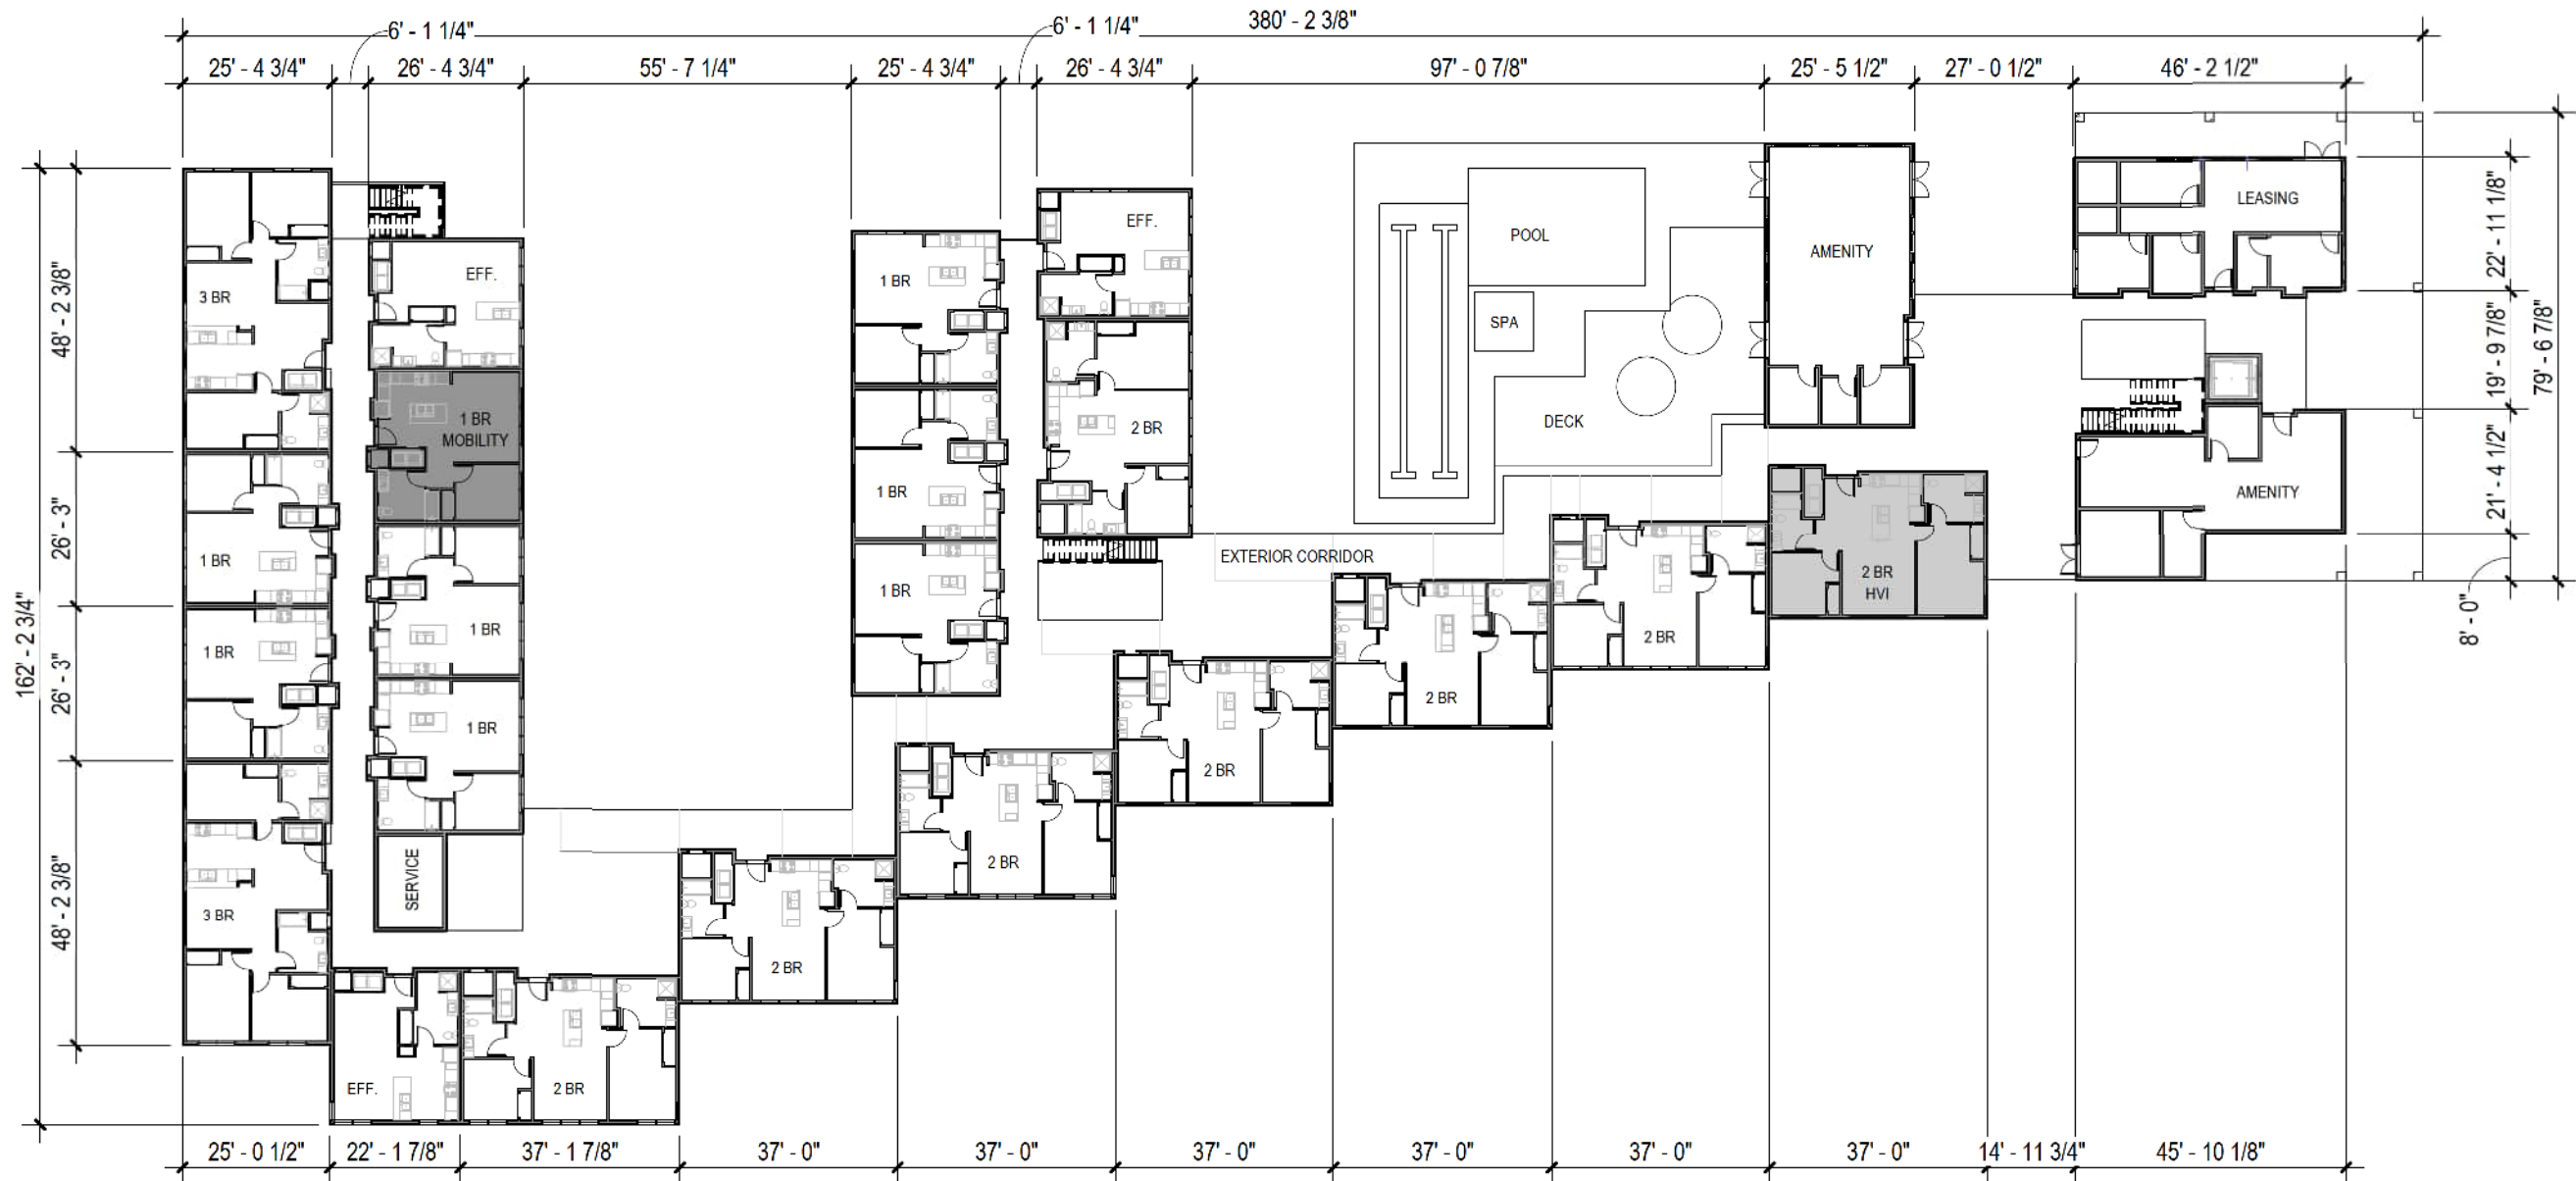 380' - 2 3/8"
6' - 1 1/4"
6' - 1 1/4"
25' - 4 3/4"
26' - 4 3/4"
55' - 7 1/4"
25' - 4 3/4"
26' - 4 3/4"
97' - 0 7/8"
25' - 5 1/2"
27' - 0 1/2"
46' - 2 1/2"
162' - 2 3/4"
48' - 2 3/8"
26' - 3"
26' - 3"
48' - 2 3/8"
3 BR
1 BR
1 BR
3 BR
EFF.
1 BR
MOBILITY
1 BR
1 BR
SERVICE
EFF.
2 BR
2 BR
2 BR
2 BR
2 BR
2 BR
2 BR
HVI
1 BR
1 BR
1 BR
EFF.
2 BR
EXTERIOR CORRIDOR
POOL
SPA
DECK
AMENITY
LEASING
AMENITY
22' - 11 1/8"
19' - 9 7/8"
21' - 4 1/2"
79' - 6 7/8"
8' - 0"
25' - 0 1/2"
22' - 1 7/8"
37' - 1 7/8"
37' - 0"
37' - 0"
37' - 0"
37' - 0"
37' - 0"
37' - 0"
14' - 11 3/4"
45' - 10 1/8"